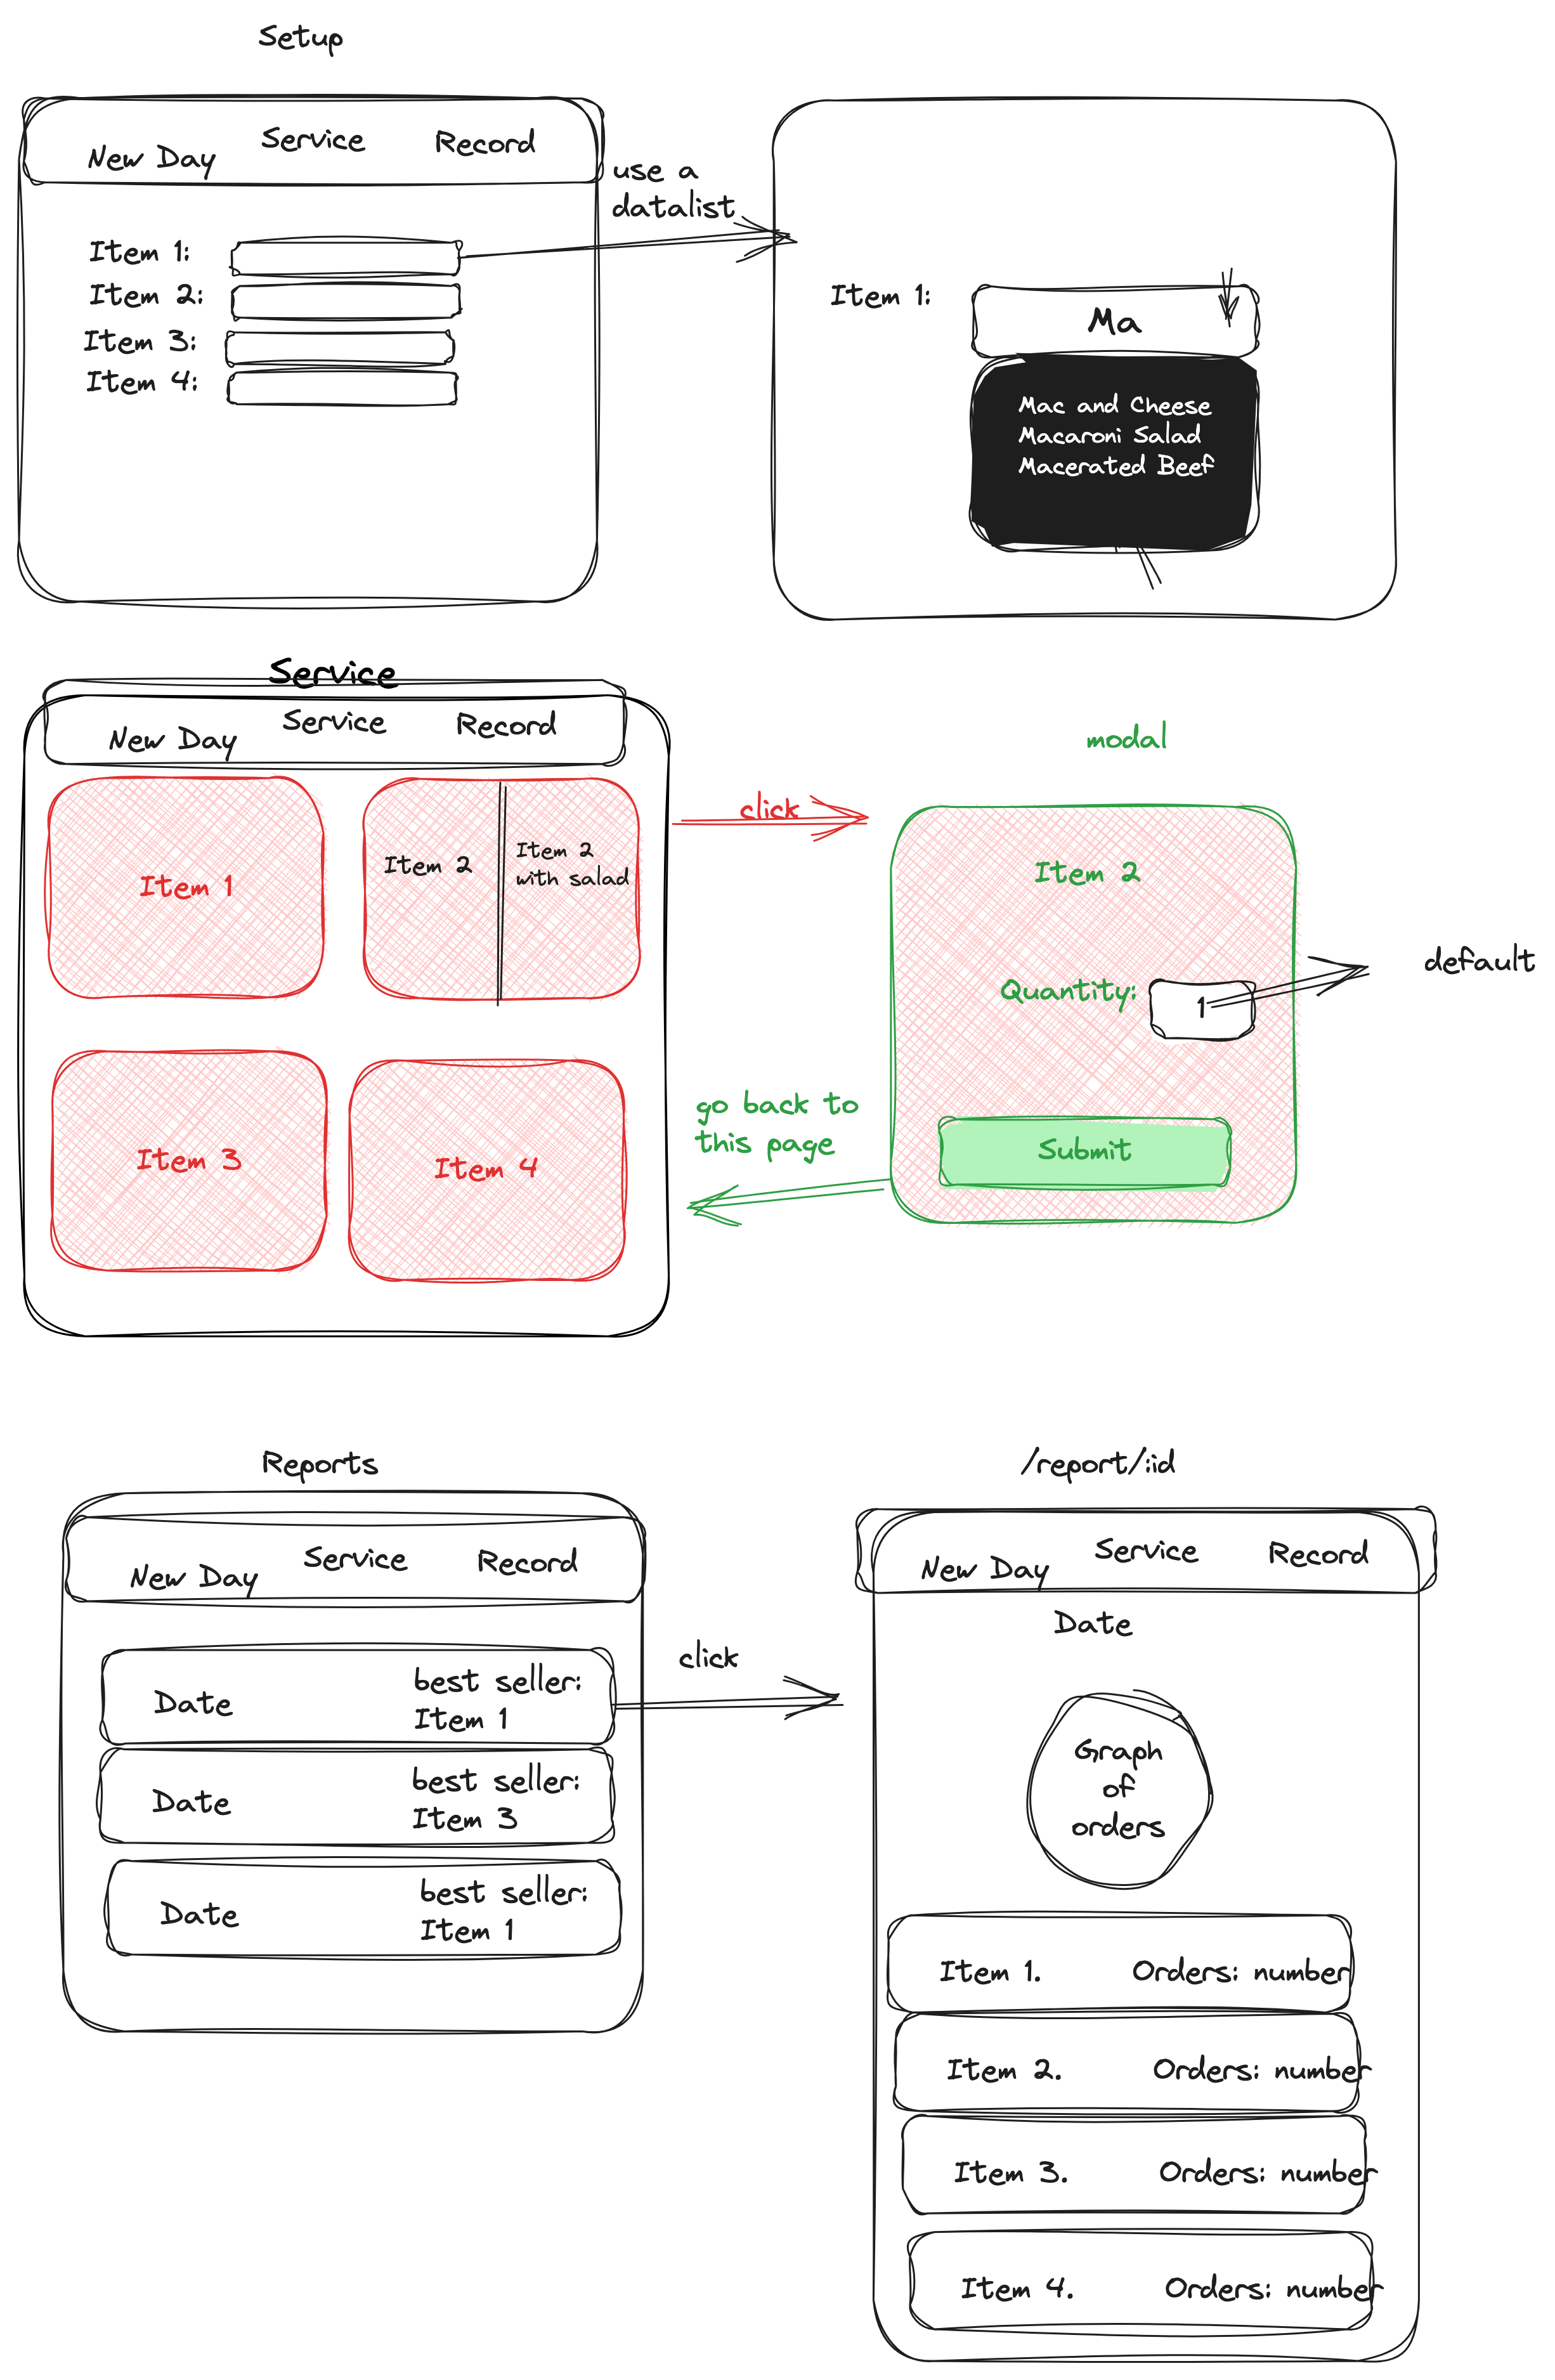 Setup
New Day
Service
Record
use a
datalist
Item 1:
Item 2:
Item 3:
Item 4:
Item 1:
Ma
Mac and Cheese
Macaroni Salad
Macerated Beef
Service
New Day
Service
Record
Item 1
Item 2
Item 2
with salad
Item 3
Item 4
click
modal
Item 2
Quantity:
1
default
Submit
go back to
this page
Reports
New Day
Service
Record
Date
best seller:
Item 1
Date
best seller:
Item 3
Date
best seller:
Item 1
click
/report/:id
New Day
Service
Record
Date
Graph
of
orders
Item 1. Orders: number
Item 2. Orders: number
Item 3. Orders: number
Item 4. Orders: number